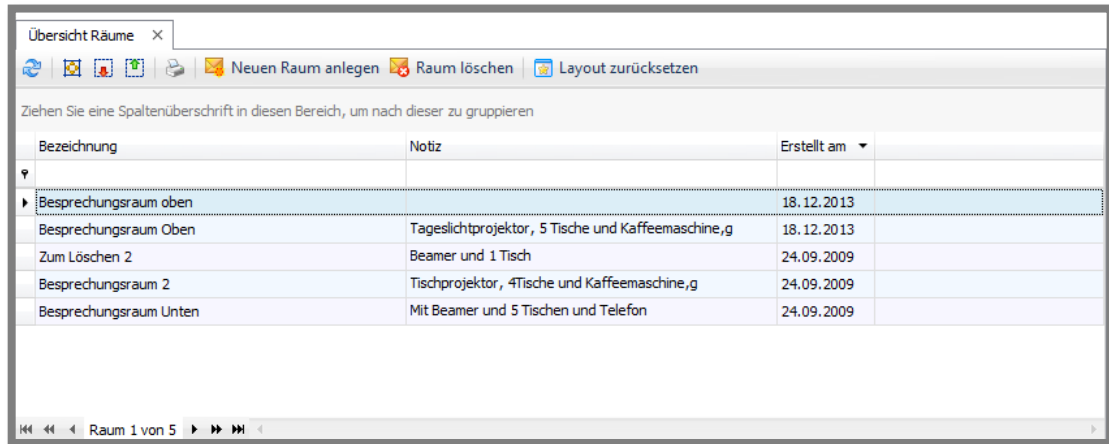 Übersicht Räume
Neuen Raum anlegen Raum löschen Layout zurücksetzen
Ziehen Sie eine Spaltenüberschrift in diesen Bereich, um nach dieser zu gruppieren
Bezeichnung Notiz Erstellt am
Besprechungsraum oben 18.12.2013
Besprechungsraum Oben Tageslichtprojektor, 5 Tische und Kaffeemaschine,g 18.12.2013
Zum Löschen 2 Beamer und 1 Tisch 24.09.2009
Besprechungsraum 2 Tischprojektor, 4Tische und Kaffeemaschine,g 24.09.2009
Besprechungsraum Unten Mit Beamer und 5 Tischen und Telefon 24.09.2009
Raum 1 von 5